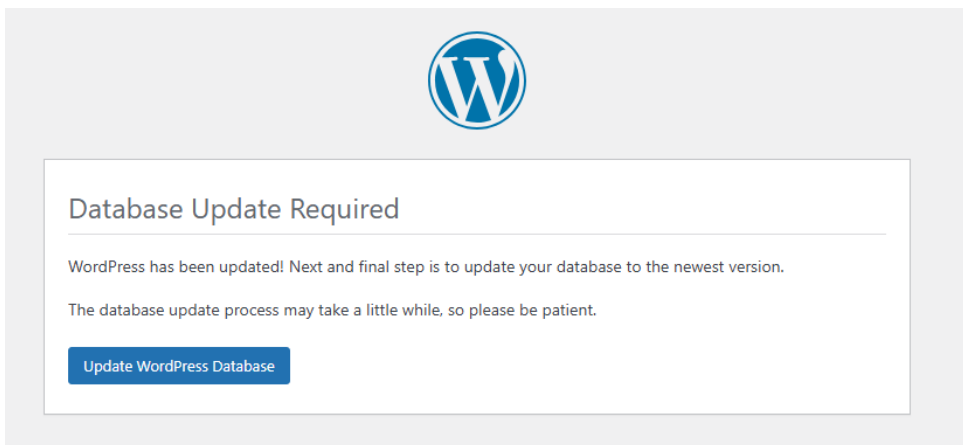 Database Update Required
WordPress has been updated! Next and final step is to update your database to the newest version.
The database update process may take a little while, so please be patient.
Update WordPress Database